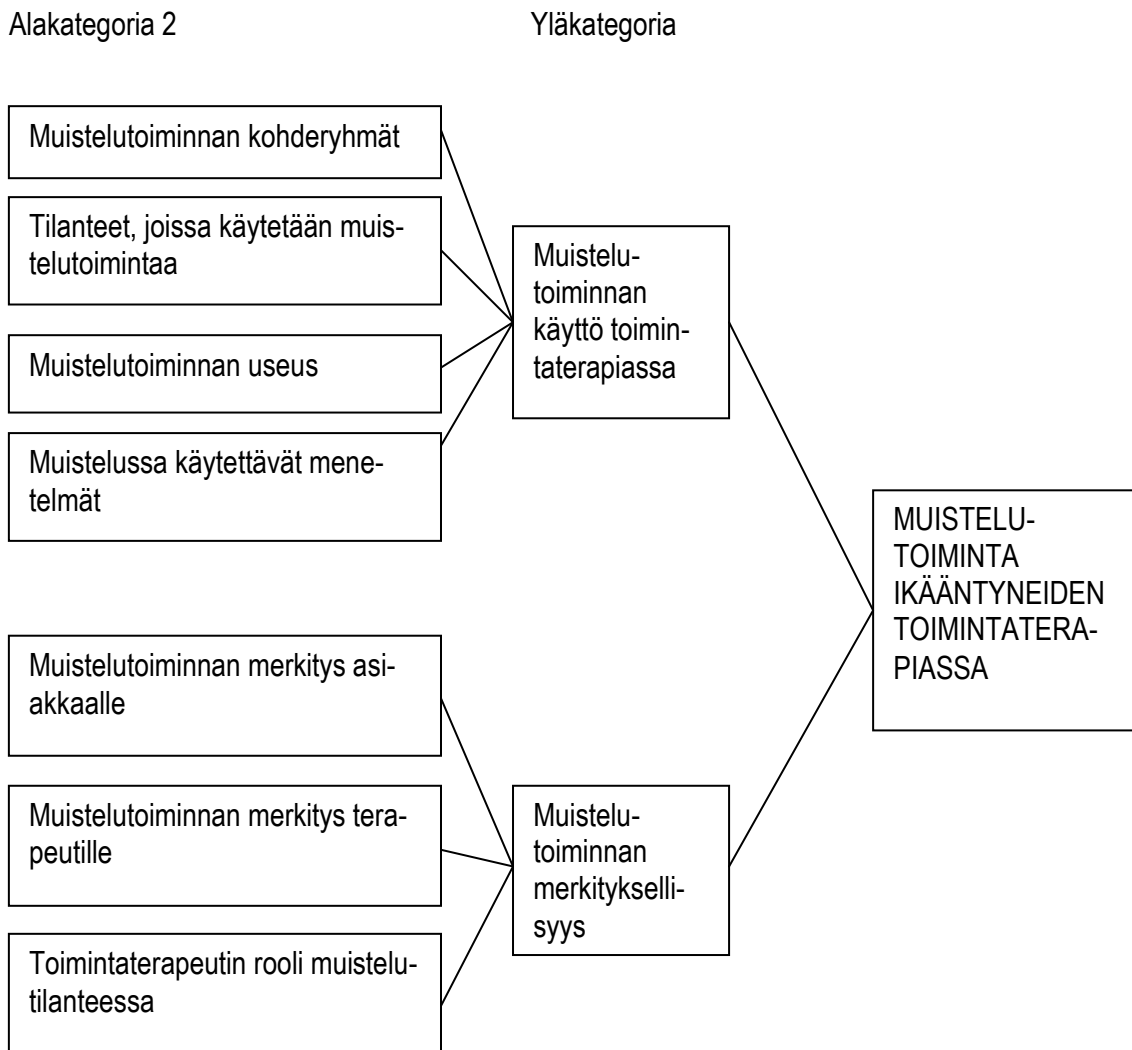 Alakategoria 2
Yläkategoria
Muistelutoiminnan kohderyhmät
Tilanteet, joissa käytetään muis-
telutoimintaa
Muistelutoiminnan useus
Muistelussa käytettävät mene-
telmät
Muistelu-
toiminnan
käyttö toimin-
taterapiassa
Muistelutoiminnan merkitys asi-
akkaalle
Muistelutoiminnan merkitys tera-
peutille
Toimintaterapeutin rooli muistelu-
tilanteessa
Muistelu-
toiminnan
merkitykselli-
syys
MUISTELU-
TOIMINTA
IKÄÄNTYNEIDEN
TOIMINTATERA-
PIASSA